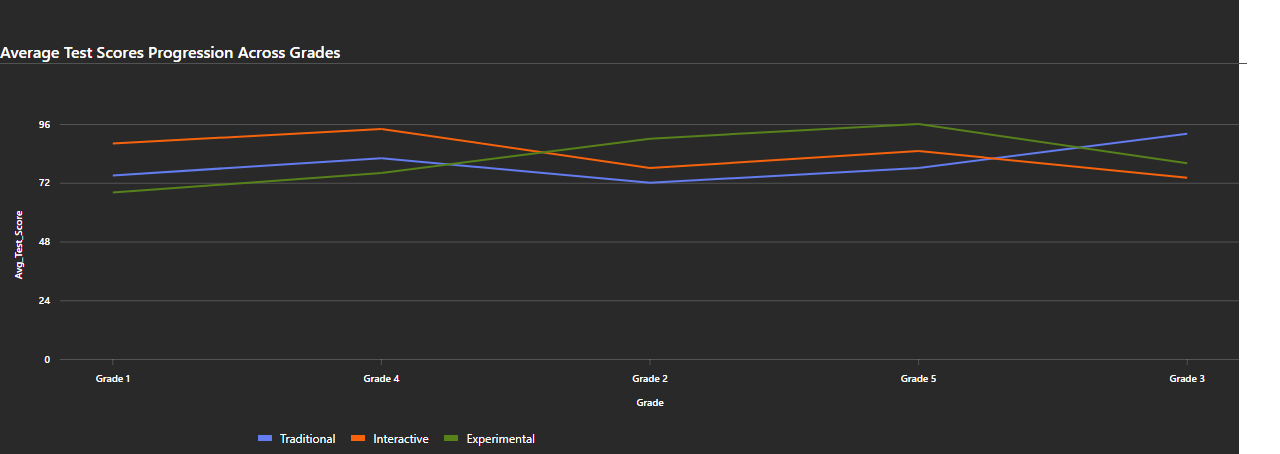 Average Test Scores Progression Across Grades
96
72
48
24
0
Avg_Test_Score
Grade 1 Grade 4 Grade 2 Grade 5 Grade 3
Grade
Traditional Interactive Experimental